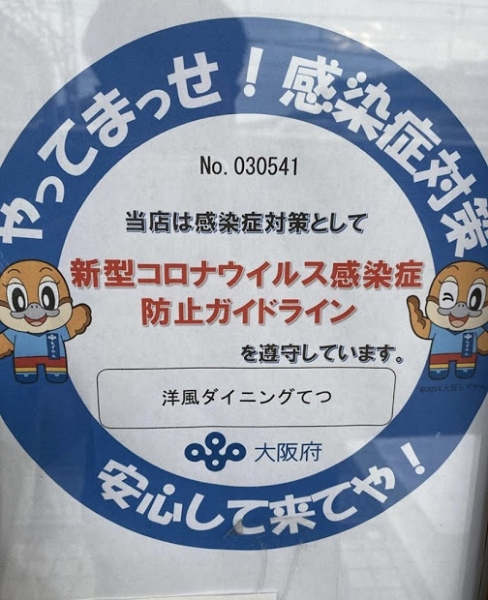 やってまっせ！感染症対策
No. 030541
当店は感染症対策として
新型コロナウイルス感染症
防止ガイドライン
を遵守しています。
洋風ダイニングてつ
大阪府
安心して来てや！